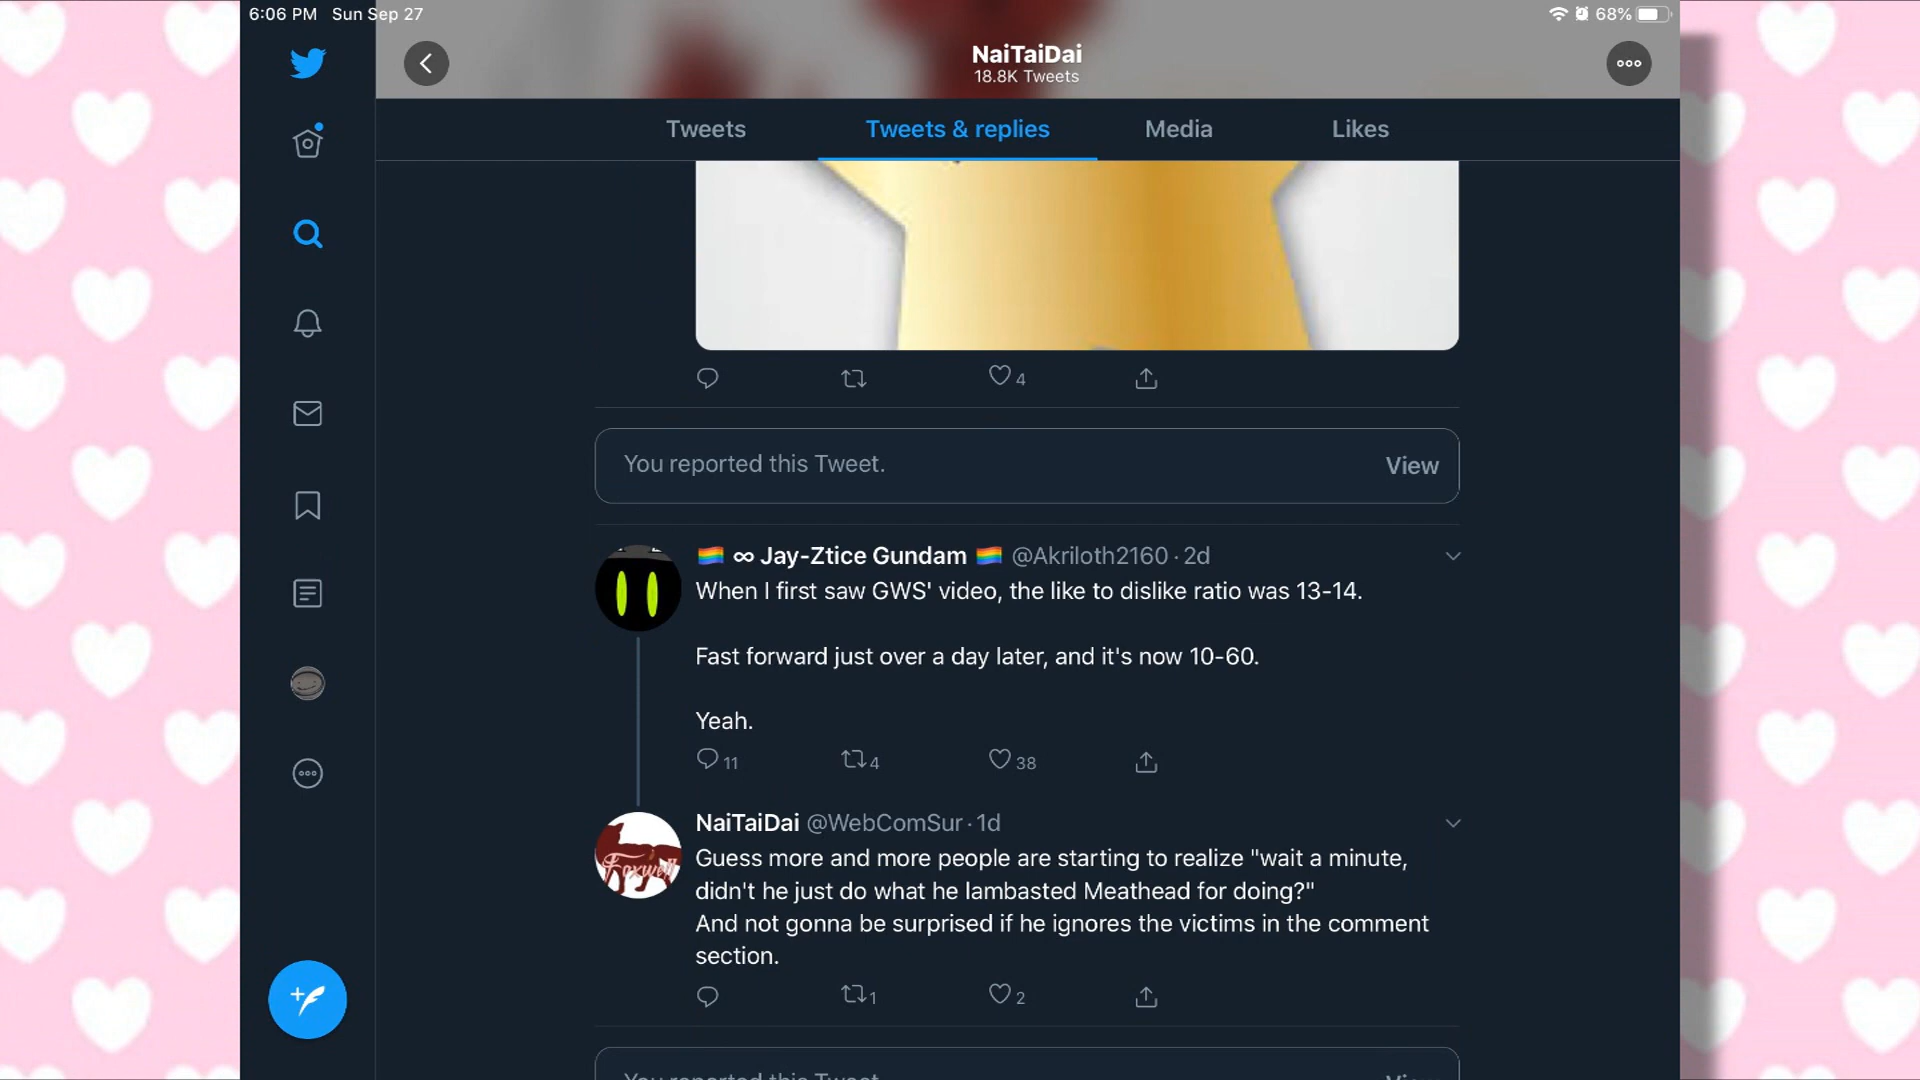 6:06 PM Sun Sep 27 68%
NaiTaiDai
18.8K Tweets
Tweets Tweets & replies Media Likes
4
You reported this Tweet. View
🏳️‍🌈 ∞ Jay-Ztice Gundam 🏳️‍🌈 @Akriloth2160 · 2d
When I first saw GWS' video, the like to dislike ratio was 13-14.
Fast forward just over a day later, and it's now 10-60.
Yeah.
11 4 38
NaiTaiDai @WebComSur · 1d
Foxwell
Guess more and more people are starting to realize "wait a minute,
didn't he just do what he lambasted Meathead for doing?"
And not gonna be surprised if he ignores the victims in the comment
section.
1 2
You reported this Tweet. View